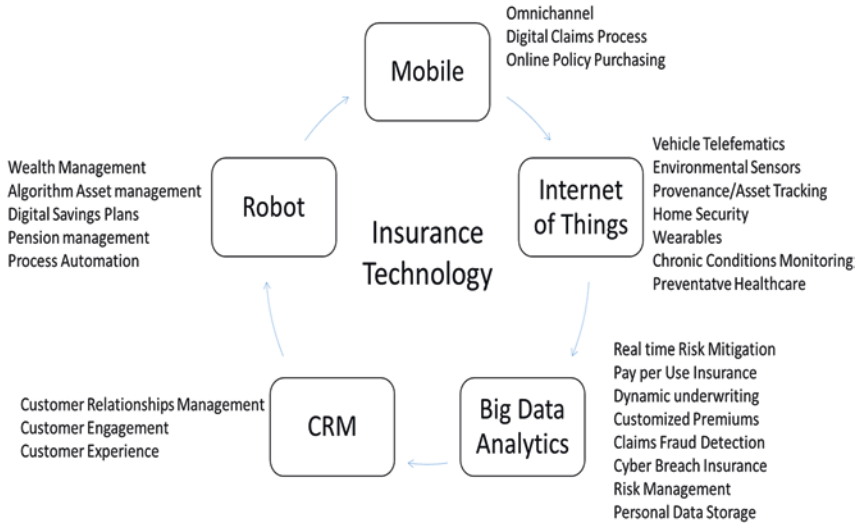 Mobile
Omnichannel
Digital Claims Process
Online Policy Purchasing
Internet
of Things
Vehicle Telefematics
Environmental Sensors
Provenance/Asset Tracking
Home Security
Wearables
Chronic Conditions Monitoring
Preventatve Healthcare
Big Data
Analytics
Real time Risk Mitigation
Pay per Use Insurance
Dynamic underwriting
Customized Premiums
Claims Fraud Detection
Cyber Breach Insurance
Risk Management
Personal Data Storage
CRM
Customer Relationships Management
Customer Engagement
Customer Experience
Robot
Wealth Management
Algorithm Asset management
Digital Savings Plans
Pension management
Process Automation
Insurance
Technology